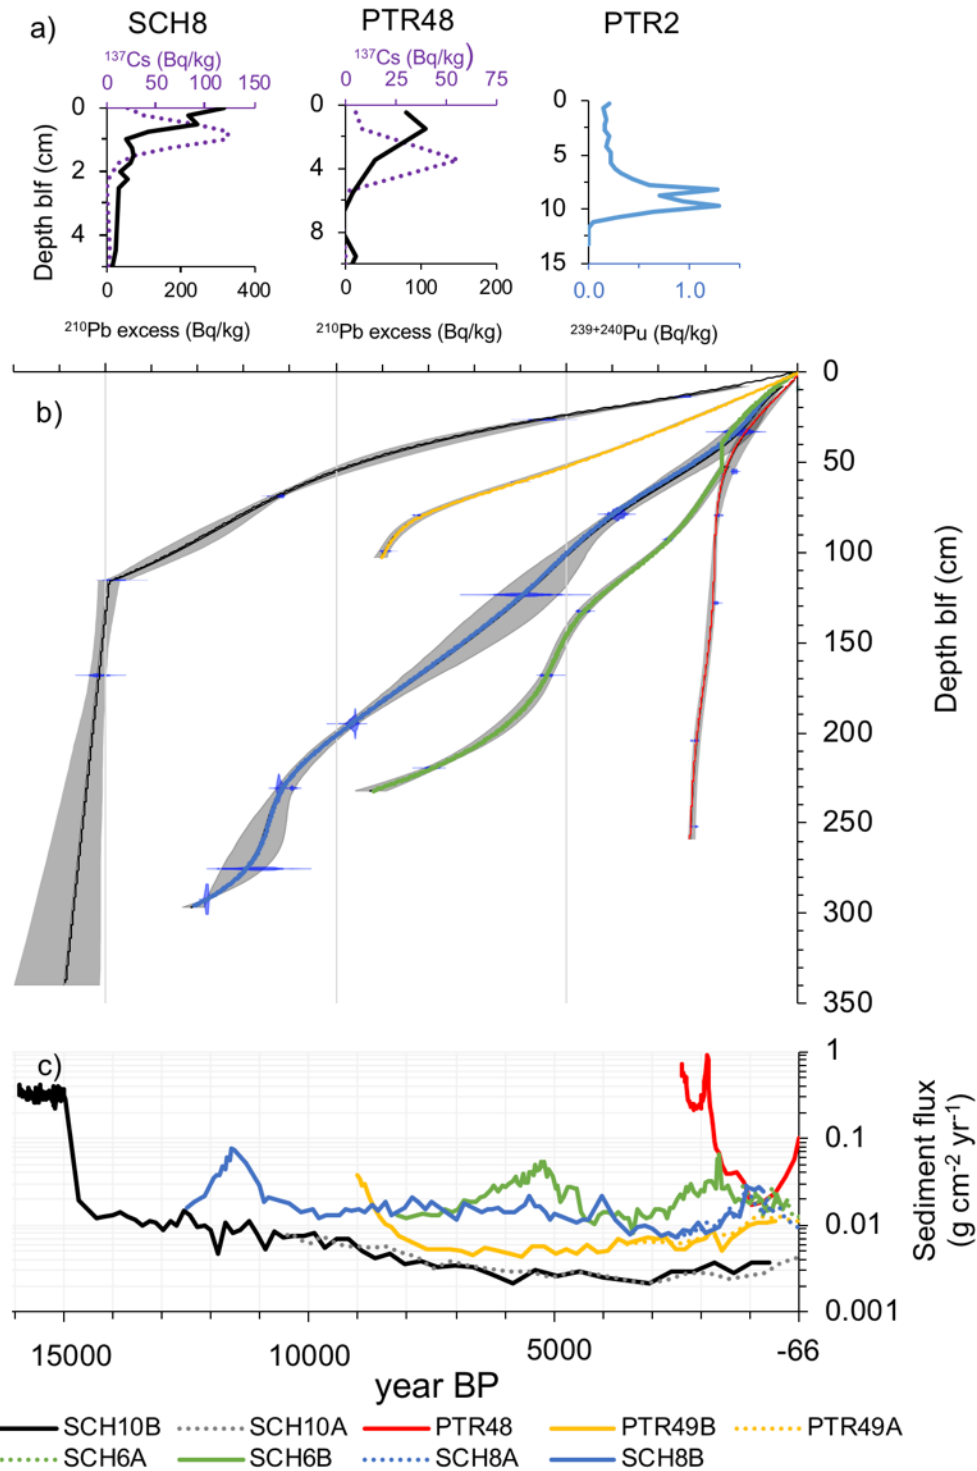 a)
SCH8
PTR48
PTR2
¹³⁷Cs (Bq/kg)
¹³⁷Cs (Bq/kg)
0 50 100 150
0 25 50 75
0
2
4
0
4
8
0
5
10
15
Depth blf (cm)
0 200 400
0 100 200
0.0 1.0
²¹⁰Pb excess (Bq/kg)
²¹⁰Pb excess (Bq/kg)
²³⁹⁺²⁴⁰Pu (Bq/kg)
b)
0
50
100
150
200
250
300
350
Depth blf (cm)
c)
1
0.1
0.01
0.001
Sediment flux
(g cm⁻² yr⁻¹)
15000 10000 5000 -66
year BP
SCH10B SCH10A PTR48 PTR49B PTR49A
SCH6A SCH6B SCH8A SCH8B